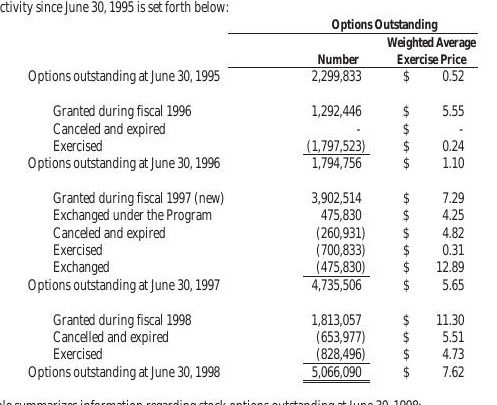 ctivity since June 30, 1995 is set forth below:
Options Outstanding
Weighted Average
Number Exercise Price
Options outstanding at June 30, 1995 2,299,833 $ 0.52
Granted during fiscal 1996 1,292,446 $ 5.55
Canceled and expired - $ -
Exercised (1,797,523) $ 0.24
Options outstanding at June 30, 1996 1,794,756 $ 1.10
Granted during fiscal 1997 (new) 3,902,514 $ 7.29
Exchanged under the Program 475,830 $ 4.25
Canceled and expired (260,931) $ 4.82
Exercised (700,833) $ 0.31
Exchanged (475,830) $ 12.89
Options outstanding at June 30, 1997 4,735,506 $ 5.65
Granted during fiscal 1998 1,813,057 $ 11.30
Cancelled and expired (653,977) $ 5.51
Exercised (828,496) $ 4.73
Options outstanding at June 30, 1998 5,066,090 $ 7.62
ble summarizes information regarding stock options outstanding at June 30, 1998: